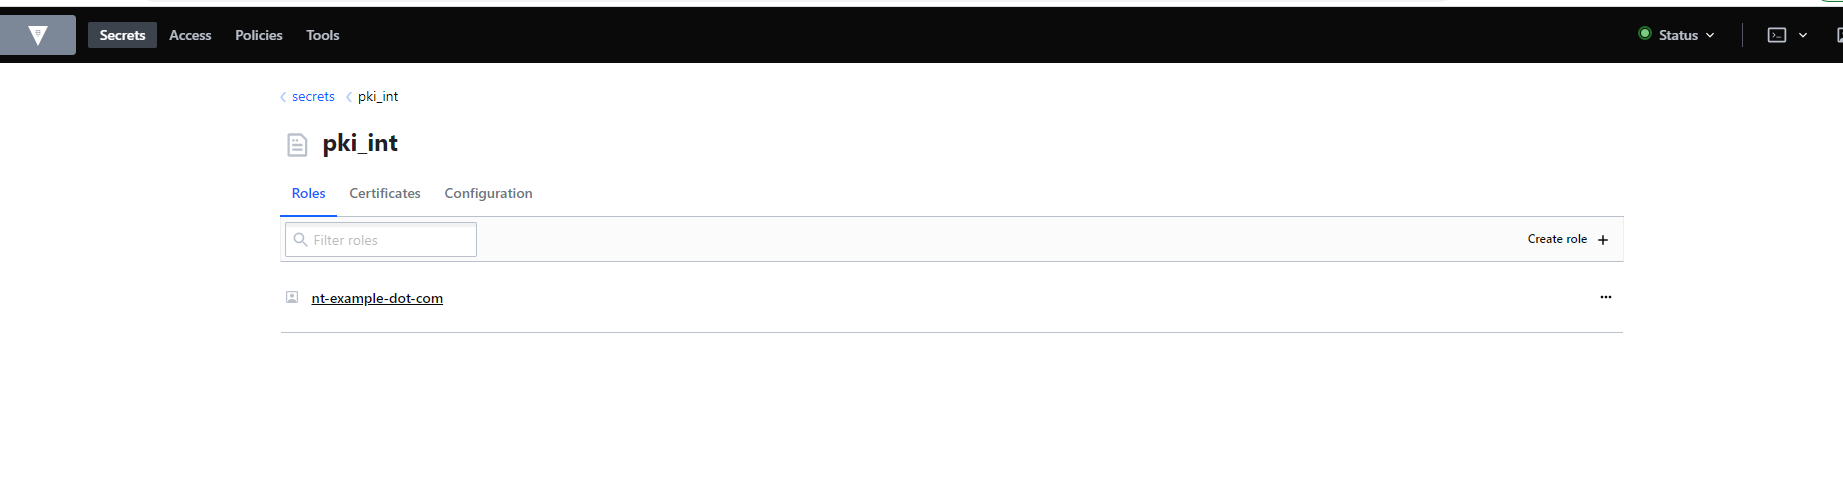 Secrets Access Policies Tools Status
secrets pki_int
pki_int
Roles Certificates Configuration
Filter roles Create role +
nt-example-dot-com